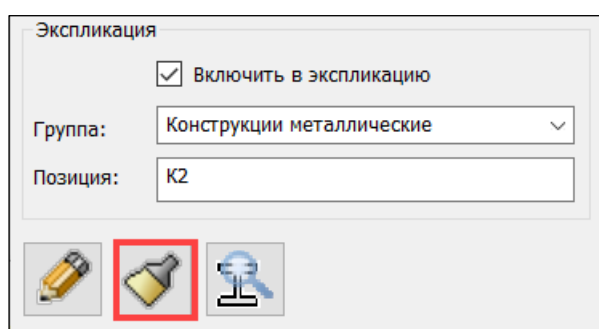 Экспликация
Включить в экспликацию
Группа: Конструкции металлические
Позиция: К2